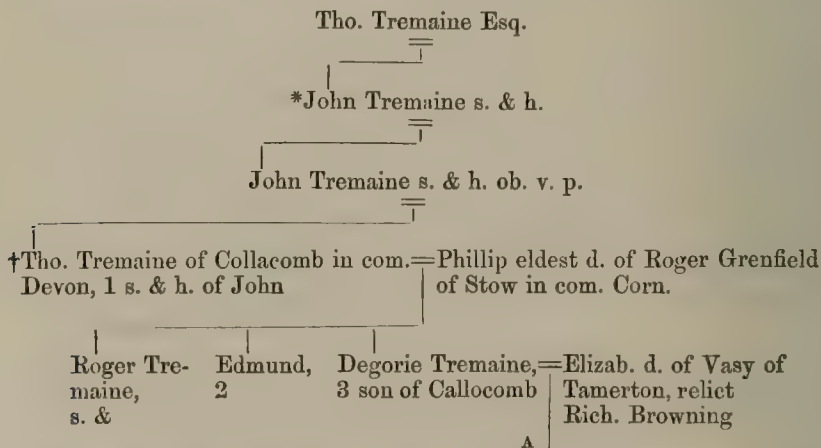 Tho. Tremaine Esq.
*John Tremaine s. & h.
John Tremaine s. & h. ob. v. p.
†Tho. Tremaine of Collacomb in com.=Phillip eldest d. of Roger Grenfield
Devon, 1 s. & h. of John
of Stow in com. Corn.
Roger Tre-
maine,
s. &
Edmund,
2
Degorie Tremaine,=Elizab. d. of Vasy of
3 son of Callocomb
Tamerton, relict
Rich. Browning
A